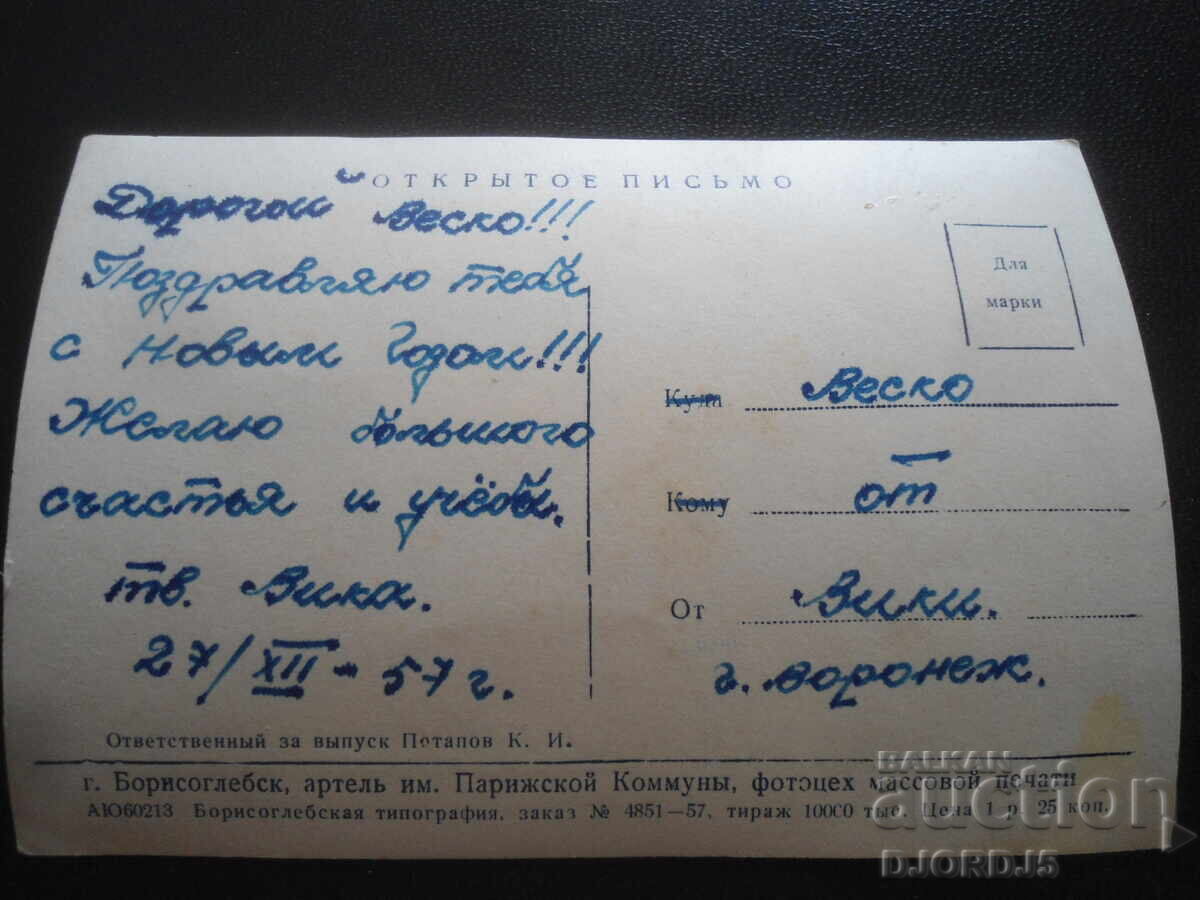 ОТКРЫТОЕ ПИСЬМО
Дорогой Веско!!!
Поздравляю тебя
с новым Годом!!!
Желаю большого
счастья и учёбы.
тв. Вика.
27/XII - 57 г.
Для
марки
Куда Веско
Кому от
От Вики.
г. Воронеж.
Ответственный за выпуск Потапов К. И.
г. Борисоглебск, артель им. Парижской Коммуны, фотоцех массовой печати
АЮ60213 Борисоглебская типография, заказ № 4851—57, тираж 10000 тыс. Цена 1 р. 25 коп.
BALKAN
auction
DJORDJ5